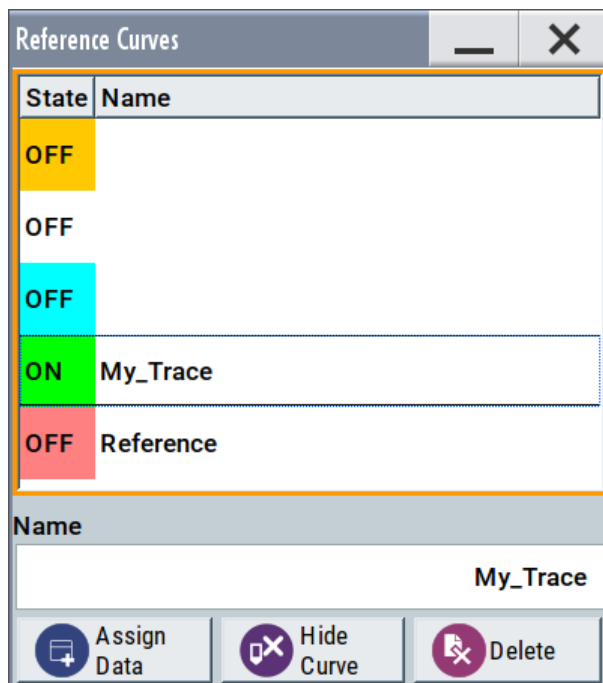 Reference Curves
State Name
OFF
OFF
OFF
ON My_Trace
OFF Reference
Name
My_Trace
Assign Data
Hide Curve
Delete